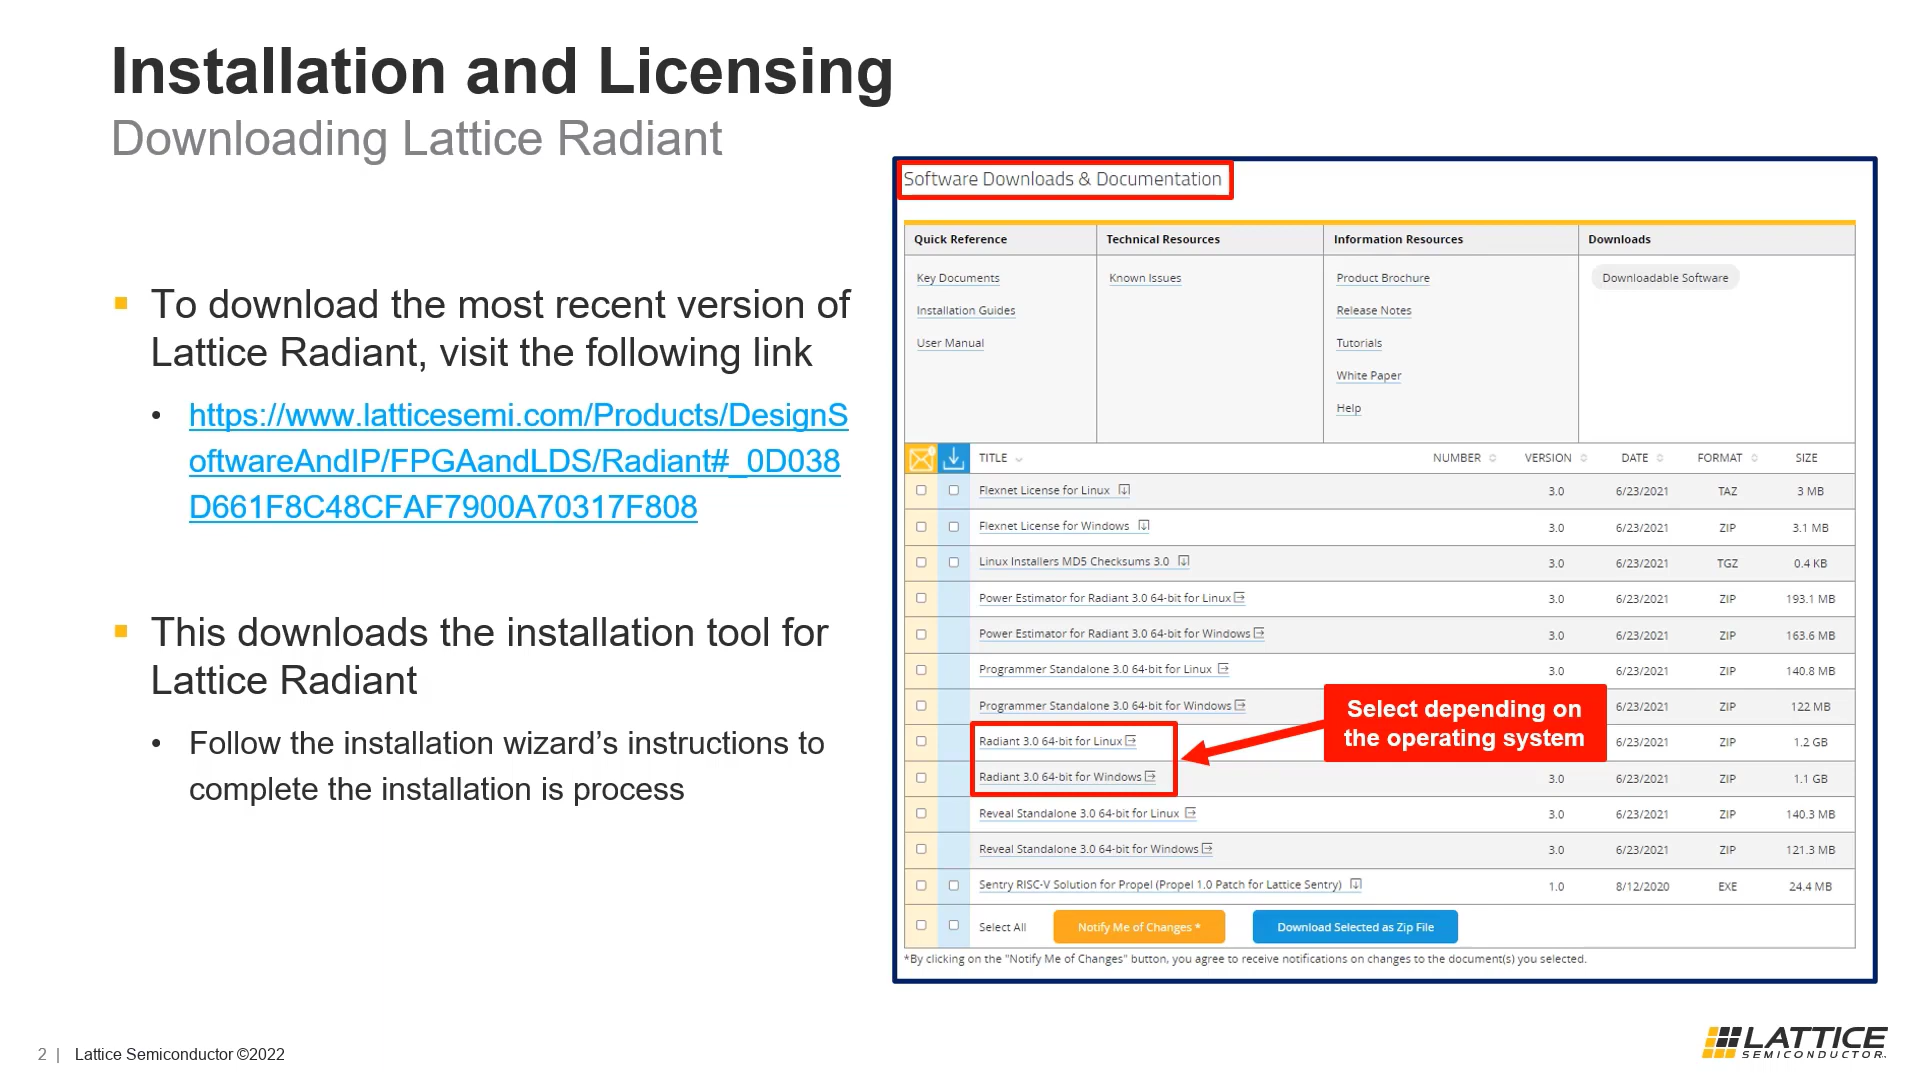 Installation and Licensing
Downloading Lattice Radiant
To download the most recent version of
Lattice Radiant, visit the following link
https://www.latticesemi.com/Products/DesignS
oftwareAndIP/FPGAandLDS/Radiant#_0D038
D661F8C48CFAF7900A70317F808
This downloads the installation tool for
Lattice Radiant
Follow the installation wizard’s instructions to
complete the installation is process
Software Downloads & Documentation
Quick Reference Technical Resources Information Resources Downloads
Key Documents Known Issues Product Brochure Downloadable Software
Installation Guides Release Notes
User Manual Tutorials
White Paper
Help
TITLE NUMBER VERSION DATE FORMAT SIZE
Flexnet License for Linux 3.0 6/23/2021 TAZ 3 MB
Flexnet License for Windows 3.0 6/23/2021 ZIP 3.1 MB
Linux Installers MD5 Checksums 3.0 3.0 6/23/2021 TGZ 0.4 KB
Power Estimator for Radiant 3.0 64-bit for Linux 3.0 6/23/2021 ZIP 193.1 MB
Power Estimator for Radiant 3.0 64-bit for Windows 3.0 6/23/2021 ZIP 163.6 MB
Programmer Standalone 3.0 64-bit for Linux 3.0 6/23/2021 ZIP 140.8 MB
Programmer Standalone 3.0 64-bit for Windows 6/23/2021 ZIP 122 MB
Select depending on
the operating system
Radiant 3.0 64-bit for Linux 6/23/2021 ZIP 1.2 GB
Radiant 3.0 64-bit for Windows 3.0 6/23/2021 ZIP 1.1 GB
Reveal Standalone 3.0 64-bit for Linux 3.0 6/23/2021 ZIP 140.3 MB
Reveal Standalone 3.0 64-bit for Windows 3.0 6/23/2021 ZIP 121.3 MB
Sentry RISC-V Solution for Propel (Propel 1.0 Patch for Lattice Sentry) 1.0 8/12/2020 EXE 24.4 MB
Select All Notify Me of Changes * Download Selected as Zip File
*By clicking on the "Notify Me of Changes" button, you agree to receive notifications on changes to the document(s) you selected.
2 | Lattice Semiconductor ©2022
LATTICE
SEMICONDUCTOR